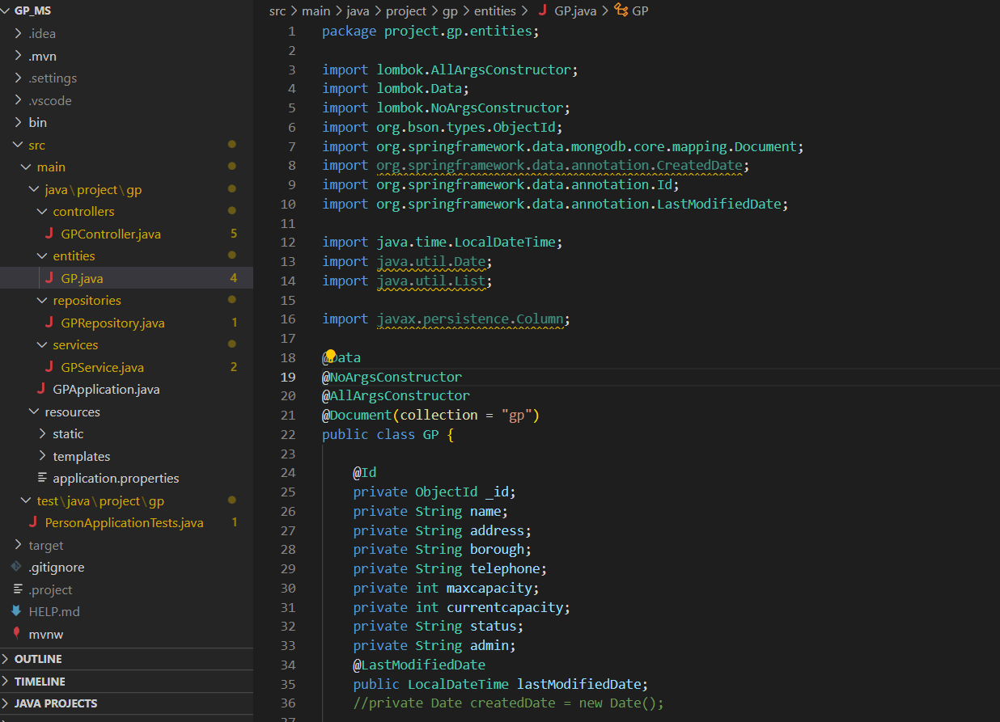 GP_MS
.idea
.mvn
.settings
.vscode
bin
src
main
java\project\gp
controllers
GPController.java 5
entities
GP.java 4
repositories
GPRepository.java 1
services
GPService.java 2
GPApplication.java
resources
static
templates
application.properties
test\java\project\gp
PersonApplicationTests.java 1
target
.gitignore
.project
HELP.md
mvnw
OUTLINE
TIMELINE
JAVA PROJECTS
src > main > java > project > gp > entities > J GP.java > GP
1 package project.gp.entities;
2
3 import lombok.AllArgsConstructor;
4 import lombok.Data;
5 import lombok.NoArgsConstructor;
6 import org.bson.types.ObjectId;
7 import org.springframework.data.mongodb.core.mapping.Document;
8 import org.springframework.data.annotation.CreatedDate;
9 import org.springframework.data.annotation.Id;
10 import org.springframework.data.annotation.LastModifiedDate;
11
12 import java.time.LocalDateTime;
13 import java.util.Date;
14 import java.util.List;
15
16 import javax.persistence.Column;
17
18 @Data
19 @NoArgsConstructor
20 @AllArgsConstructor
21 @Document(collection = "gp")
22 public class GP {
23
24 @Id
25 private ObjectId _id;
26 private String name;
27 private String address;
28 private String borough;
29 private String telephone;
30 private int maxcapacity;
31 private int currentcapacity;
32 private String status;
33 private String admin;
34 @LastModifiedDate
35 public LocalDateTime lastModifiedDate;
36 //private Date createdDate = new Date();
37